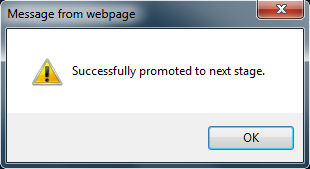 Message from webpage
Successfully promoted to next stage.
OK